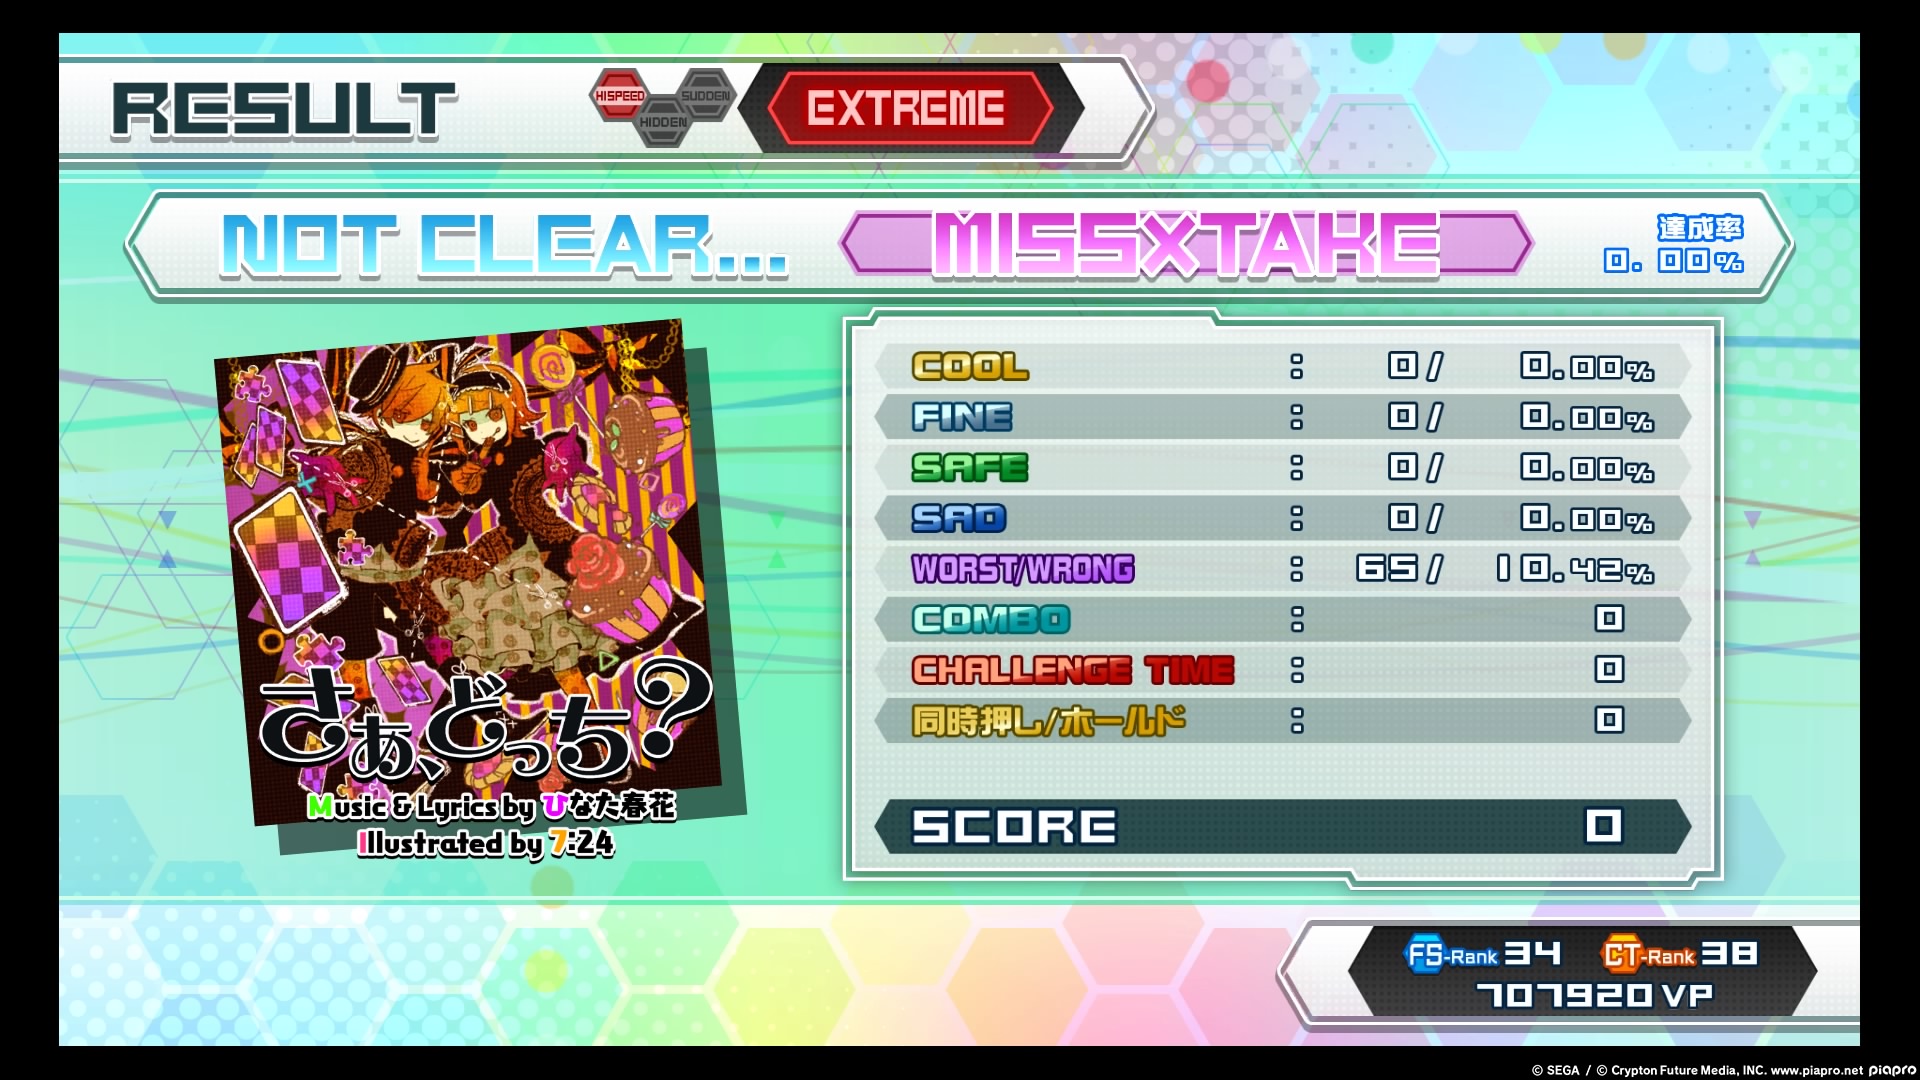 RESULT
HISPEED
SUDDEN
HIDDEN
EXTREME
NOT CLEAR...
MISS×TAKE
達成率
0.00%
COOL : 0 / 0.00%
FINE : 0 / 0.00%
SAFE : 0 / 0.00%
SAD : 0 / 0.00%
WORST/WRONG : 65 / 10.42%
COMBO : 0
CHALLENGE TIME : 0
同時押し/ホールド : 0
SCORE 0
さぁ、どっち?
Music & Lyrics by ひなた春花
Illustrated by 7:24
FS-Rank 34 CT-Rank 38
707920 VP
© SEGA / © Crypton Future Media, INC. www.piapro.net piapro